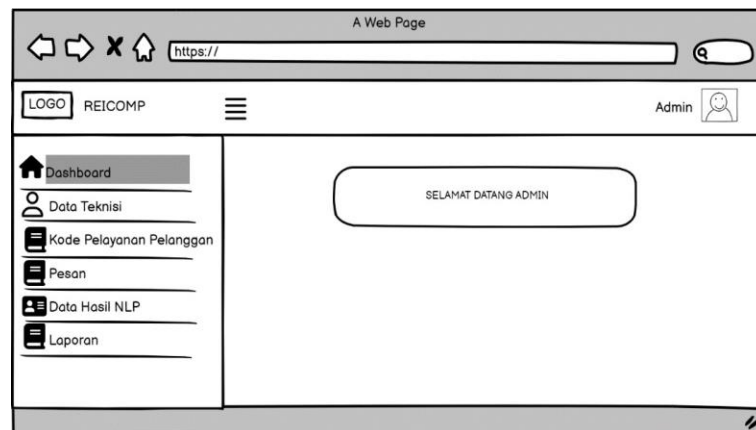 A Web Page
https://
LOGO REICOMP
Admin
Dashboard
Data Teknisi
Kode Pelayanan Pelanggan
Pesan
Data Hasil NLP
Laporan
SELAMAT DATANG ADMIN